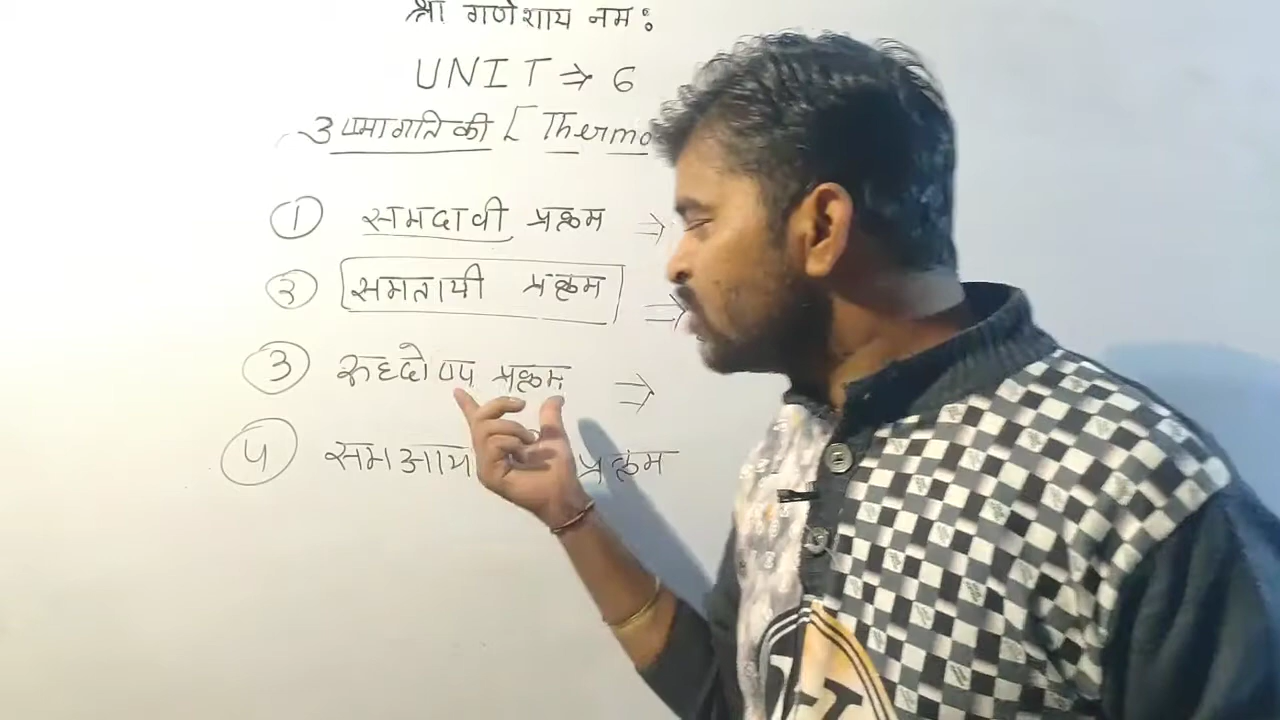 श्री गणेशाय नम:
UNIT ⇒ 6
उष्मागतिकी [ Thermo
① समदावी प्रक्रम ⇒
② समतापी प्रक्रम ⇒
③ रुद्दोष्प प्रक्रम ⇒
④ समआय प्रक्रम